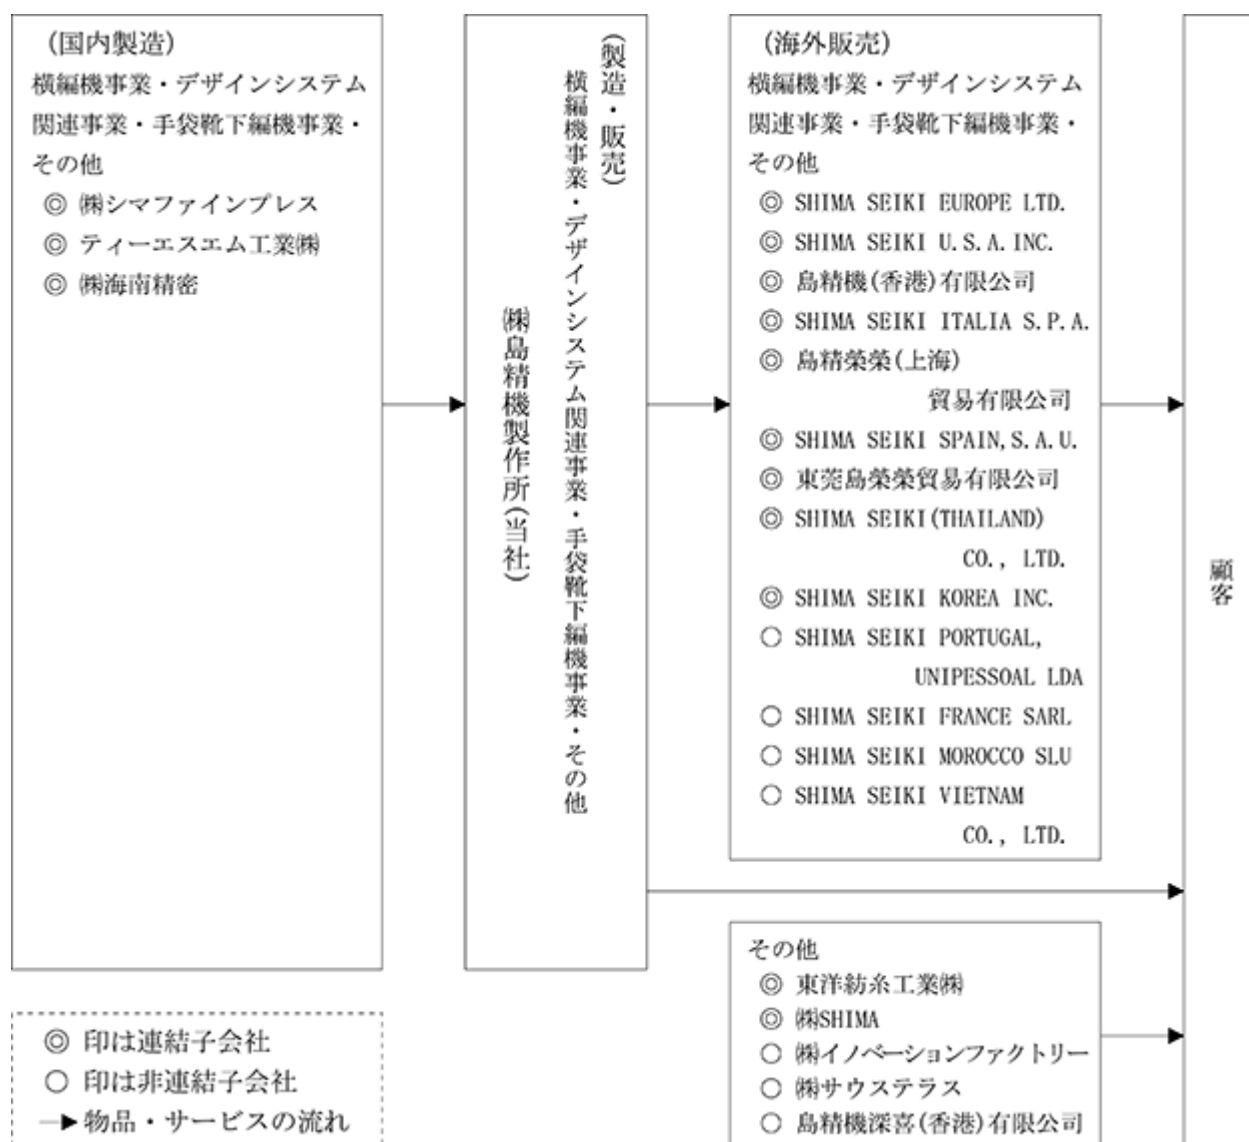 (国内製造)
横編機事業・デザインシステム
関連事業・手袋靴下編機事業・
その他
◎ ㈱シマファインプレス
◎ ティーエスエム工業㈱
◎ ㈱海南精密
(製造・販売)
横編機事業・デザインシステム関連事業・手袋靴下編機事業・その他
㈱島精機製作所(当社)
(海外販売)
横編機事業・デザインシステム
関連事業・手袋靴下編機事業・
その他
◎ SHIMA SEIKI EUROPE LTD.
◎ SHIMA SEIKI U.S.A.INC.
◎ 島精機(香港)有限公司
◎ SHIMA SEIKI ITALIA S.P.A.
◎ 島精榮榮(上海)
貿易有限公司
◎ SHIMA SEIKI SPAIN,S.A.U.
◎ 東莞島榮榮貿易有限公司
◎ SHIMA SEIKI(THAILAND)
CO., LTD.
◎ SHIMA SEIKI KOREA INC.
○ SHIMA SEIKI PORTUGAL,
UNIPESSOAL LDA
○ SHIMA SEIKI FRANCE SARL
○ SHIMA SEIKI MOROCCO SLU
○ SHIMA SEIKI VIETNAM
CO., LTD.
その他
◎ 東洋紡糸工業㈱
◎ ㈱SHIMA
○ ㈱イノベーションファクトリー
○ ㈱サウステラス
○ 島精機深喜(香港)有限公司
顧客
◎ 印は連結子会社
○ 印は非連結子会社
→ 物品・サービスの流れ